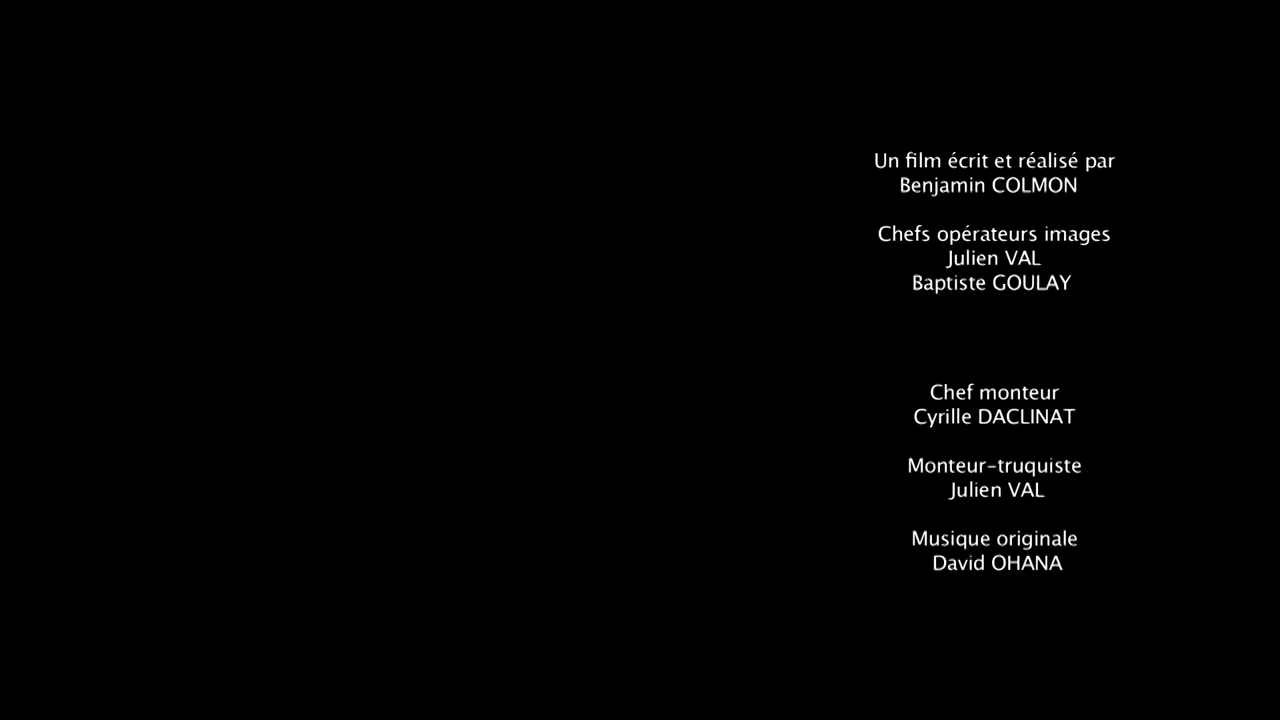 Un film écrit et réalisé par
Benjamin COLMON
Chefs opérateurs images
Julien VAL
Baptiste GOULAY
Chef monteur
Cyrille DACLINAT
Monteur-truquiste
Julien VAL
Musique originale
David OHANA